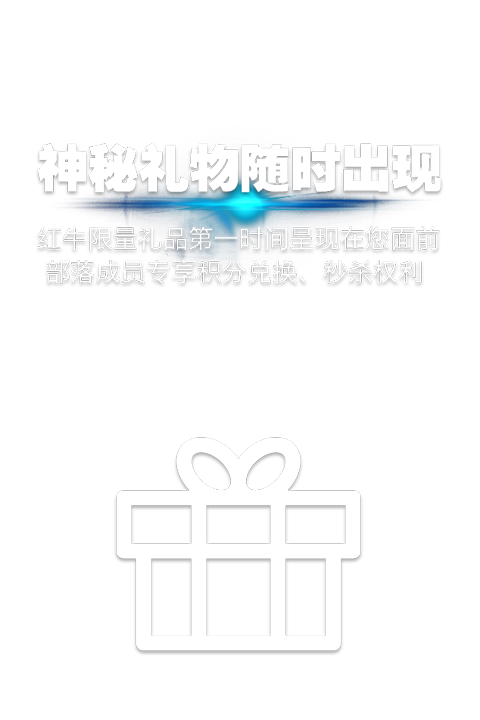 神秘礼物随时出现
红牛限量礼品第一时间呈现在您面前
部落成员专享积分兑换、秒杀权利